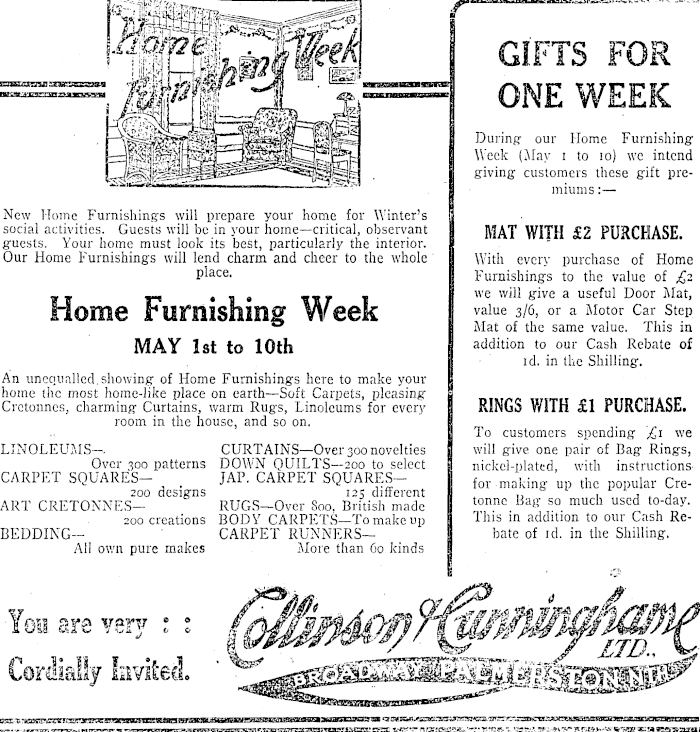 Home
Furnishing Week
New Home Furnishings will prepare your home for Winter's
social activities. Guests will be in your home—critical, observant
guests. Your home must look its best, particularly the interior.
Our Home Furnishings will lend charm and cheer to the whole
place.
Home Furnishing Week
MAY 1st to 10th
An unequalled showing of Home Furnishings here to make your
home the most home-like place on earth—Soft Carpets, pleasing
Cretonnes, charming Curtains, warm Rugs, Linoleums for every
room in the house, and so on.
LINOLEUMS—
Over 300 patterns
CARPET SQUARES—
200 designs
ART CRETONNES—
200 creations
BEDDING—
All own pure makes
CURTAINS—Over 300 novelties
DOWN QUILTS—200 to select
JAP. CARPET SQUARES—
125 different
RUGS—Over 800, British made
BODY CARPETS—To make up
CARPET RUNNERS—
More than 60 kinds
GIFTS FOR
ONE WEEK
During our Home Furnishing
Week (May 1 to 10) we intend
giving customers these gift pre-
miums:—
MAT WITH £2 PURCHASE.
With every purchase of Home
Furnishings to the value of £2
we will give a useful Door Mat,
value 3/6, or a Motor Car Step
Mat of the same value. This in
addition to our Cash Rebate of
1d. in the Shilling.
RINGS WITH £1 PURCHASE.
To customers spending £1 we
will give one pair of Bag Rings,
nickel-plated, with instructions
for making up the popular Cre-
tonne Bag so much used to-day.
This in addition to our Cash Re-
bate of 1d. in the Shilling.
You are very : :
Cordially Invited.
Collinson & Cunninghame
LTD.,
BROADWAY, PALMERSTON NTH